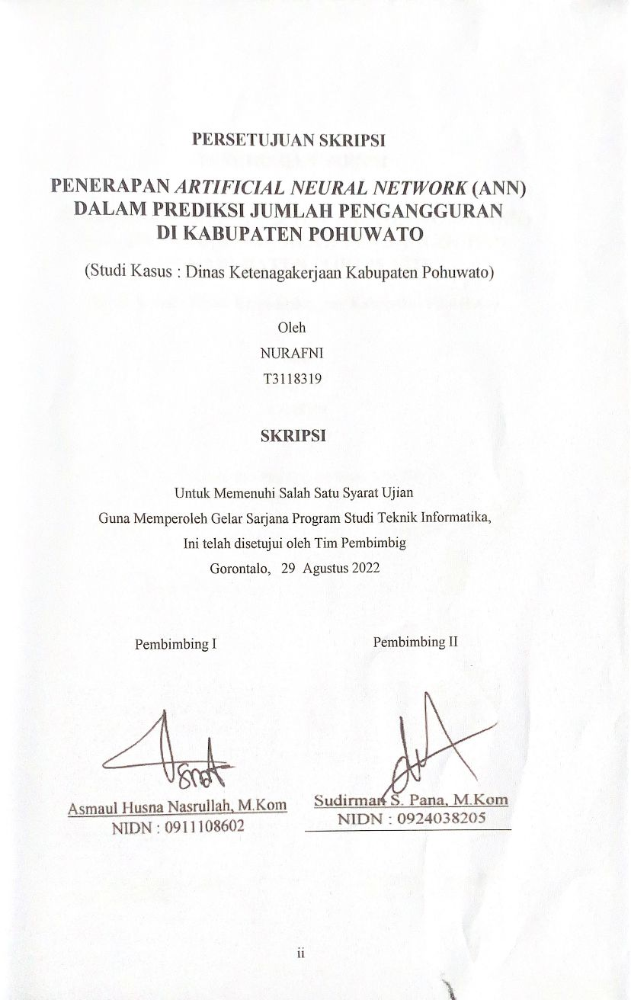 PERSETUJUAN SKRIPSI
PENERAPAN ARTIFICIAL NEURAL NETWORK (ANN)
DALAM PREDIKSI JUMLAH PENGANGGURAN
DI KABUPATEN POHUWATO
(Studi Kasus : Dinas Ketenagakerjaan Kabupaten Pohuwato)
Oleh
NURAFNI
T3118319
SKRIPSI
Untuk Memenuhi Salah Satu Syarat Ujian
Guna Memperoleh Gelar Sarjana Program Studi Teknik Informatika,
Ini telah disetujui oleh Tim Pembimbig
Gorontalo, 29 Agustus 2022
Pembimbing I
Pembimbing II
Asmaul Husna Nasrullah, M.Kom
NIDN : 0911108602
Sudirman S. Pana, M.Kom
NIDN : 0924038205
ii